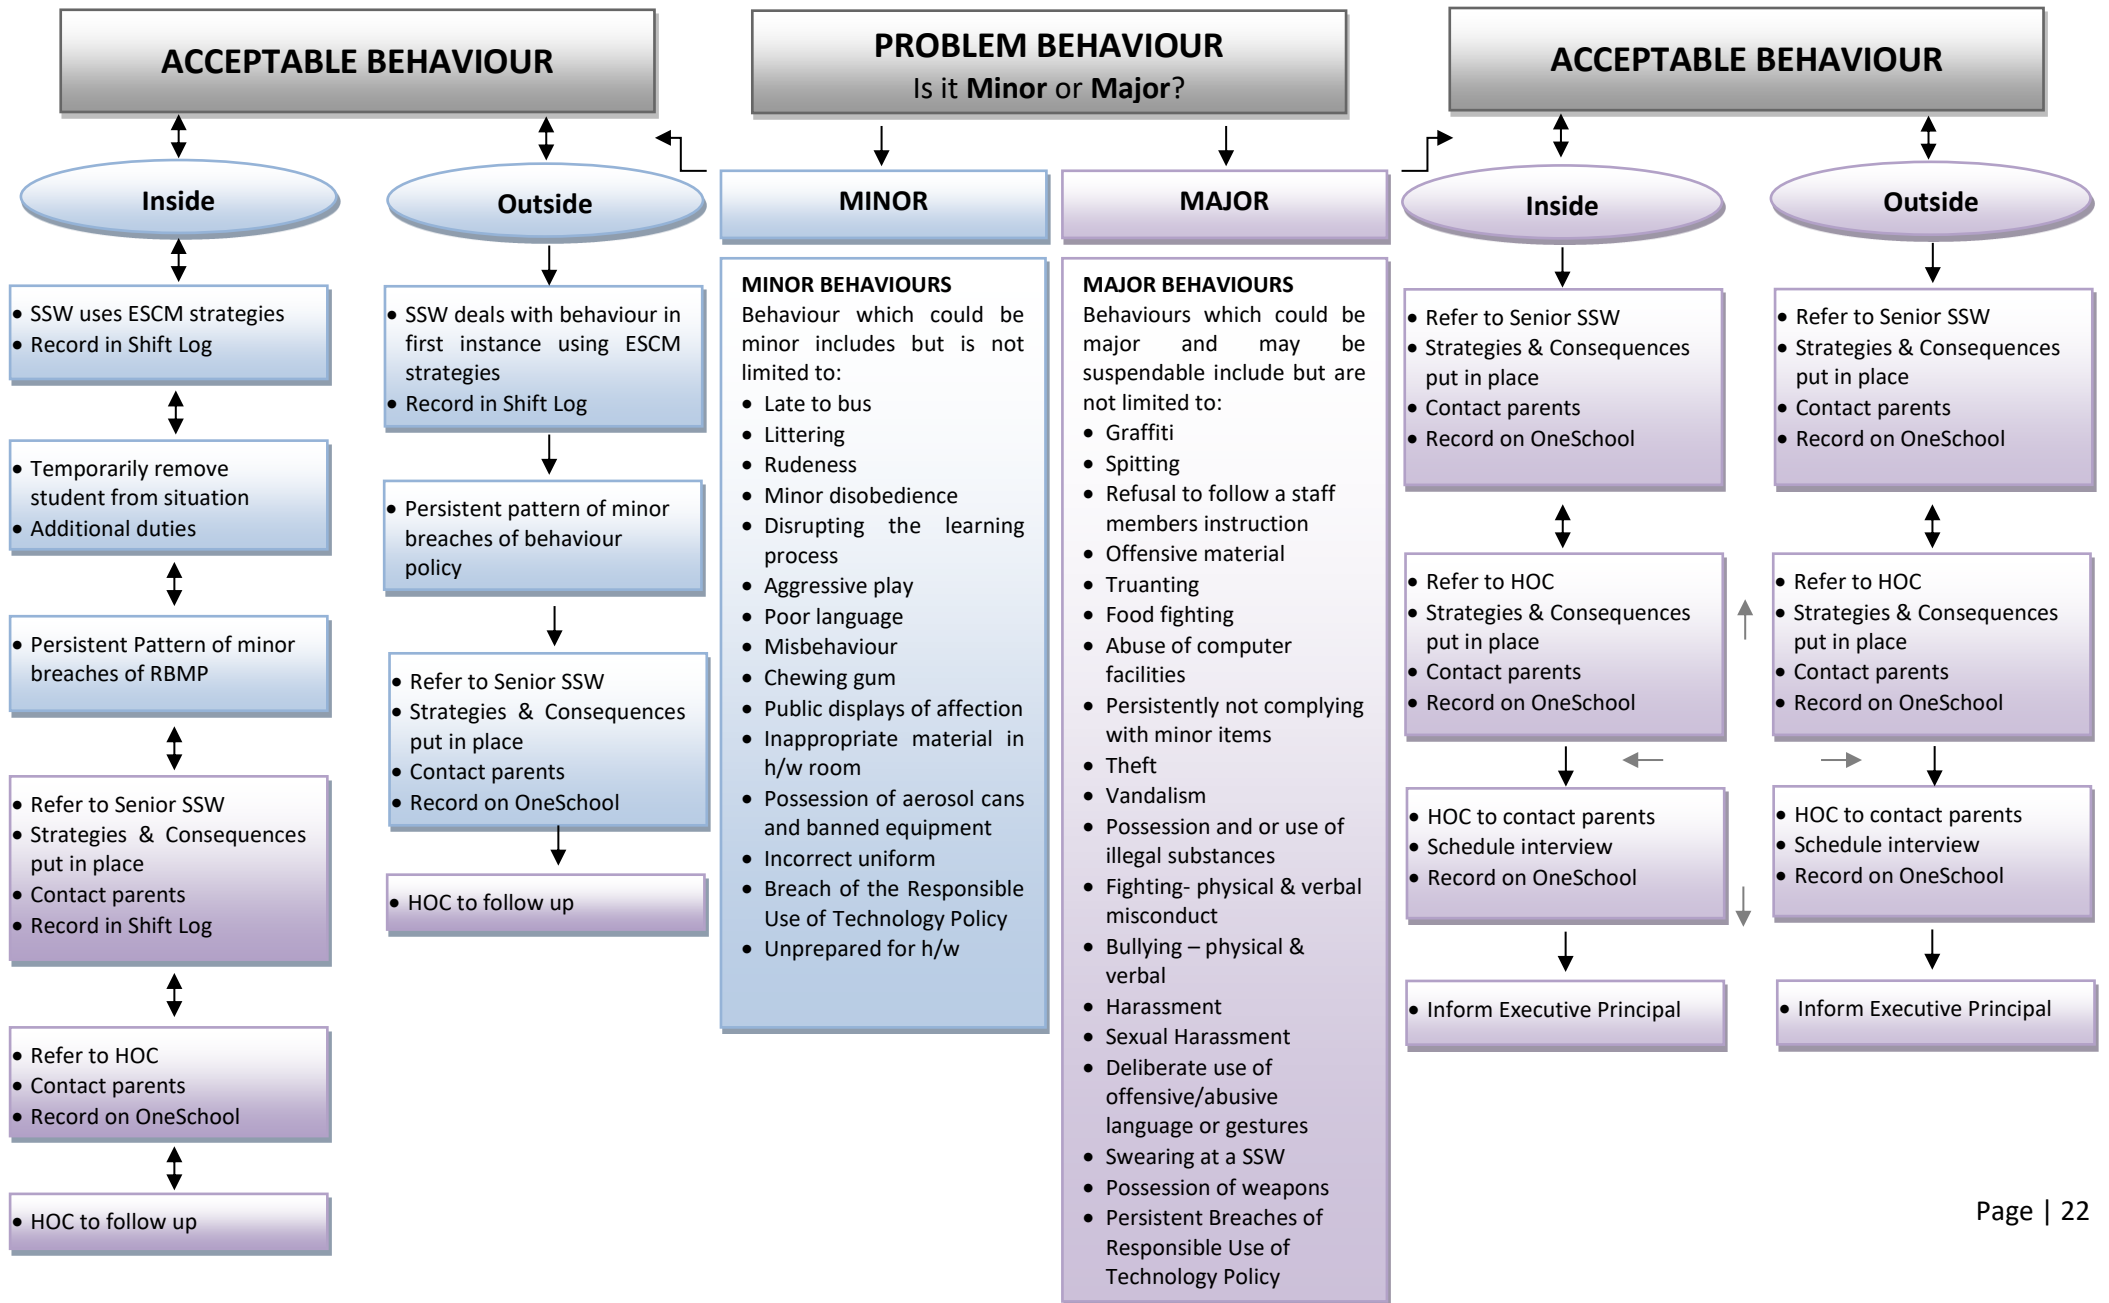 ACCEPTABLE BEHAVIOUR
PROBLEM BEHAVIOUR
Is it Minor or Major?
ACCEPTABLE BEHAVIOUR
Inside
• SSW uses ESCM strategies
• Record in Shift Log
• Temporarily remove
student from situation
• Additional duties
• Persistent Pattern of minor
breaches of RBMP
• Refer to Senior SSW
• Strategies & Consequences
put in place
• Contact parents
• Record in Shift Log
• Refer to HOC
• Contact parents
• Record on OneSchool
• HOC to follow up
Outside
• SSW deals with behaviour in
first instance using ESCM
strategies
• Record in Shift Log
• Persistent pattern of minor
breaches of behaviour
policy
• Refer to Senior SSW
• Strategies & Consequences
put in place
• Contact parents
• Record on OneSchool
• HOC to follow up
MINOR
MINOR BEHAVIOURS
Behaviour which could be
minor includes but is not
limited to:
• Late to bus
• Littering
• Rudeness
• Minor disobedience
• Disrupting the learning
process
• Aggressive play
• Poor language
• Misbehaviour
• Chewing gum
• Public displays of affection
• Inappropriate material in
h/w room
• Possession of aerosol cans
and banned equipment
• Incorrect uniform
• Breach of the Responsible
Use of Technology Policy
• Unprepared for h/w
MAJOR
MAJOR BEHAVIOURS
Behaviours which could be
major and may be
suspendable include but are
not limited to:
• Graffiti
• Spitting
• Refusal to follow a staff
members instruction
• Offensive material
• Truanting
• Food fighting
• Abuse of computer
facilities
• Persistently not complying
with minor items
• Theft
• Vandalism
• Possession and or use of
illegal substances
• Fighting- physical & verbal
misconduct
• Bullying – physical &
verbal
• Harassment
• Sexual Harassment
• Deliberate use of
offensive/abusive
language or gestures
• Swearing at a SSW
• Possession of weapons
• Persistent Breaches of
Responsible Use of
Technology Policy
Inside
• Refer to Senior SSW
• Strategies & Consequences
put in place
• Contact parents
• Record on OneSchool
• Refer to HOC
• Strategies & Consequences
put in place
• Contact parents
• Record on OneSchool
• HOC to contact parents
• Schedule interview
• Record on OneSchool
• Inform Executive Principal
Outside
• Refer to Senior SSW
• Strategies & Consequences
put in place
• Contact parents
• Record on OneSchool
• Refer to HOC
• Strategies & Consequences
put in place
• Contact parents
• Record on OneSchool
• HOC to contact parents
• Schedule interview
• Record on OneSchool
• Inform Executive Principal
Page | 22